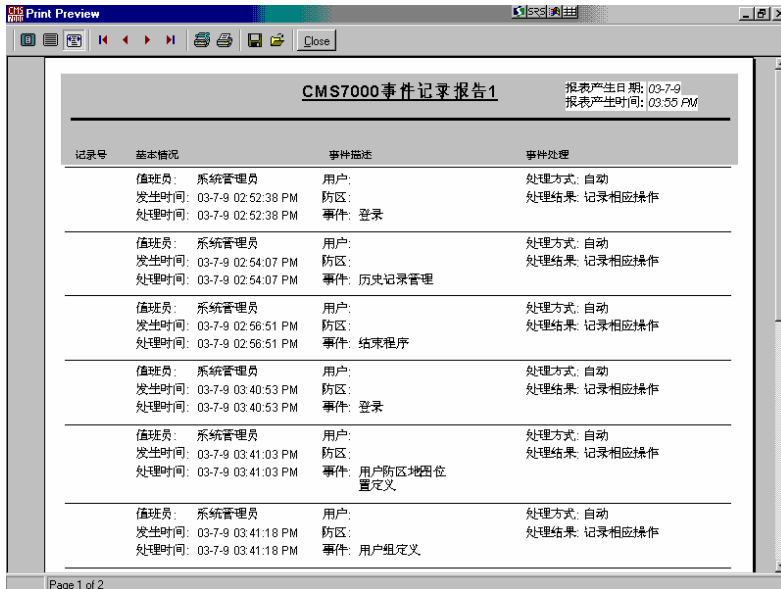 CMS 7000 Print Preview
SRS
Close
CMS7000事件记录报告1
报表产生日期: 03-7-9
报表产生时间: 03:55 PM
记录号 基本情况 事件描述 事件处理
值班员: 系统管理员 用户: 处理方式: 自动
发生时间: 03-7-9 02:52:38 PM 防区: 处理结果: 记录相应操作
处理时间: 03-7-9 02:52:38 PM 事件: 登录
值班员: 系统管理员 用户: 处理方式: 自动
发生时间: 03-7-9 02:54:07 PM 防区: 处理结果: 记录相应操作
处理时间: 03-7-9 02:54:07 PM 事件: 历史记录管理
值班员: 系统管理员 用户: 处理方式: 自动
发生时间: 03-7-9 02:56:51 PM 防区: 处理结果: 记录相应操作
处理时间: 03-7-9 02:56:51 PM 事件: 结束程序
值班员: 系统管理员 用户: 处理方式: 自动
发生时间: 03-7-9 03:40:53 PM 防区: 处理结果: 记录相应操作
处理时间: 03-7-9 03:40:53 PM 事件: 登录
值班员: 系统管理员 用户: 处理方式: 自动
发生时间: 03-7-9 03:41:03 PM 防区: 处理结果: 记录相应操作
处理时间: 03-7-9 03:41:03 PM 事件: 用户防区地图位
置定义
值班员: 系统管理员 用户: 处理方式: 自动
发生时间: 03-7-9 03:41:18 PM 防区: 处理结果: 记录相应操作
处理时间: 03-7-9 03:41:18 PM 事件: 用户组定义
Page 1 of 2